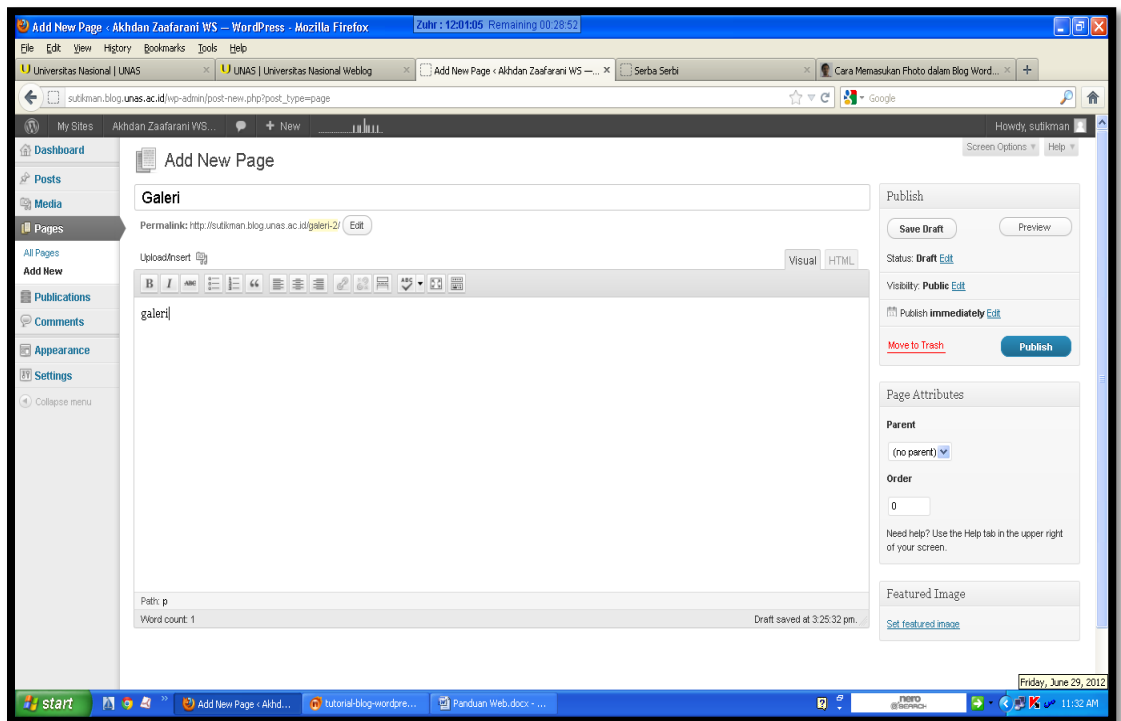 Add New Page ‹ Akhdan Zaafarani WS — WordPress - Mozilla Firefox
Zuhr : 12:01:05 Remaining 00:28:52
File Edit View History Bookmarks Tools Help
Universitas Nasional | UNAS
UNAS | Universitas Nasional Weblog
Add New Page ‹ Akhdan Zaafarani WS —...
Serba Serbi
Cara Memasukan Fhoto dalam Blog Word...
sutikman.blog.unas.ac.id/wp-admin/post-new.php?post_type=page
Google
My Sites Akhdan Zaafarani WS... + New
Howdy, sutikman
Screen Options Help
Dashboard
Posts
Media
Pages
All Pages
Add New
Publications
Comments
Appearance
Settings
Collapse menu
Add New Page
Galeri
Permalink: http://sutikman.blog.unas.ac.id/galeri-2/ Edit
Upload/Insert
Visual HTML
B I ABC
galeri
Path: p
Word count: 1
Draft saved at 3:25:32 pm.
Publish
Save Draft Preview
Status: Draft Edit
Visibility: Public Edit
Publish immediately Edit
Move to Trash Publish
Page Attributes
Parent
(no parent)
Order
0
Need help? Use the Help tab in the upper right
of your screen.
Featured Image
Set featured image
Friday, June 29, 2012
start
Add New Page ‹ Akhd...
tutorial-blog-wordpre...
Panduan Web.docx - ...
nero
SEARCH
11:32 AM